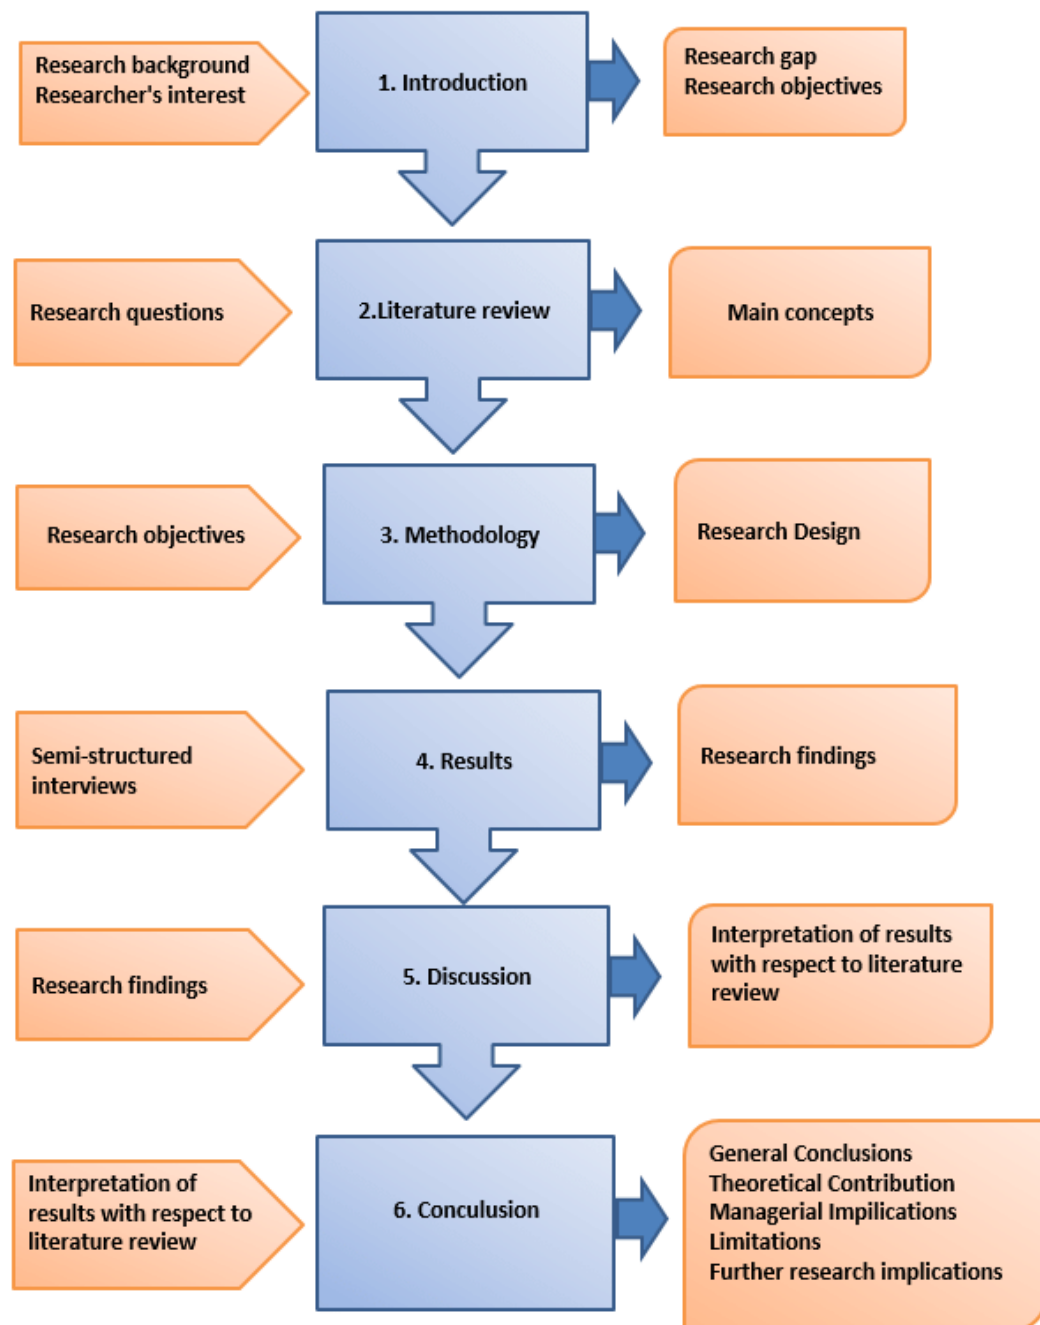 Research background
Researcher's interest
1. Introduction
Research gap
Research objectives
Research questions
2.Literature review
Main concepts
Research objectives
3. Methodology
Research Design
Semi-structured
interviews
4. Results
Research findings
Research findings
5. Discussion
Interpretation of results
with respect to literature
review
Interpretation of
results with respect to
literature review
6. Conculusion
General Conclusions
Theoretical Contribution
Managerial Impilications
Limitations
Further research implications